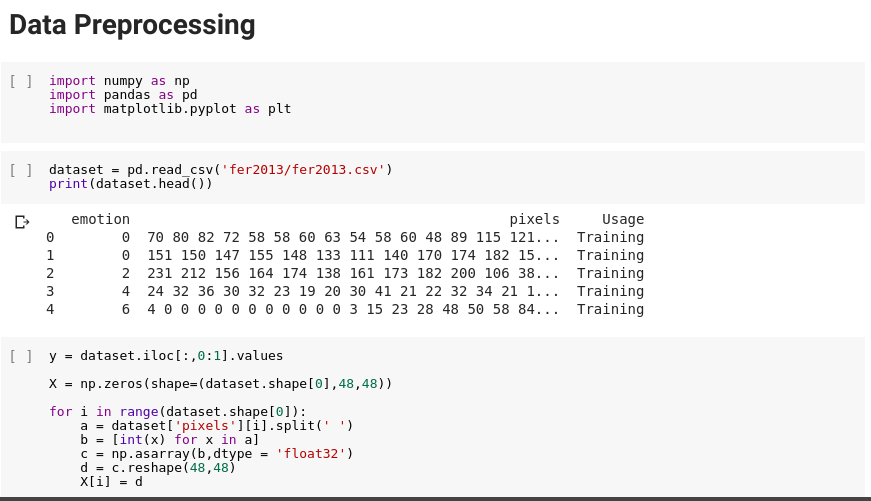 Data Preprocessing
[ ] import numpy as np
import pandas as pd
import matplotlib.pyplot as plt
[ ] dataset = pd.read_csv('fer2013/fer2013.csv')
print(dataset.head())
emotion pixels Usage
0 0 70 80 82 72 58 58 60 63 54 58 60 48 89 115 121... Training
1 0 151 150 147 155 148 133 111 140 170 174 182 15... Training
2 2 231 212 156 164 174 138 161 173 182 200 106 38... Training
3 4 24 32 36 30 32 23 19 20 30 41 21 22 32 34 21 1... Training
4 6 4 0 0 0 0 0 0 0 0 0 0 0 3 15 23 28 48 50 58 84... Training
[ ] y = dataset.iloc[:,0:1].values
X = np.zeros(shape=(dataset.shape[0],48,48))
for i in range(dataset.shape[0]):
    a = dataset['pixels'][i].split(' ')
    b = [int(x) for x in a]
    c = np.asarray(b,dtype = 'float32')
    d = c.reshape(48,48)
    X[i] = d